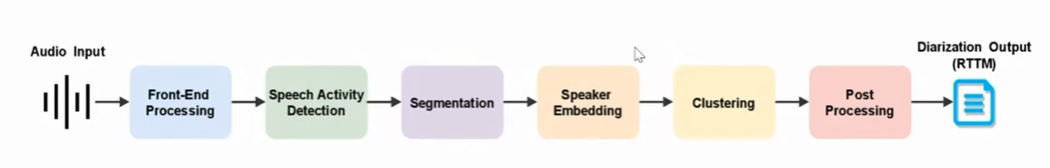 Audio Input
Front-End
Processing
Speech Activity
Detection
Segmentation
Speaker
Embedding
Clustering
Post
Processing
Diarization Output
(RTTM)